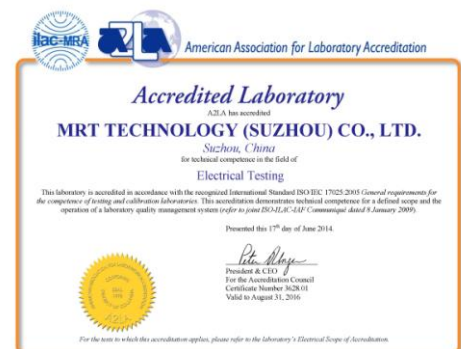 ilac-MRA
A2LA
American Association for Laboratory Accreditation
Accredited Laboratory
A2LA has accredited
MRT TECHNOLOGY (SUZHOU) CO., LTD.
Suzhou, China
for technical competence in the field of
Electrical Testing
This laboratory is accredited in accordance with the recognized International Standard ISO/IEC 17025:2005 General requirements for
the competence of testing and calibration laboratories. This accreditation demonstrates technical competence for a defined scope and the
operation of a laboratory quality management system (refer to joint ISO-ILAC-IAF Communiqué dated 8 January 2009).
Presented this 17th day of June 2014.
President & CEO
For the Accreditation Council
Certificate Number 3628.01
Valid to August 31, 2016
A2LA
For the tests to which this accreditation applies, please refer to the laboratory's Electrical Scope of Accreditation.